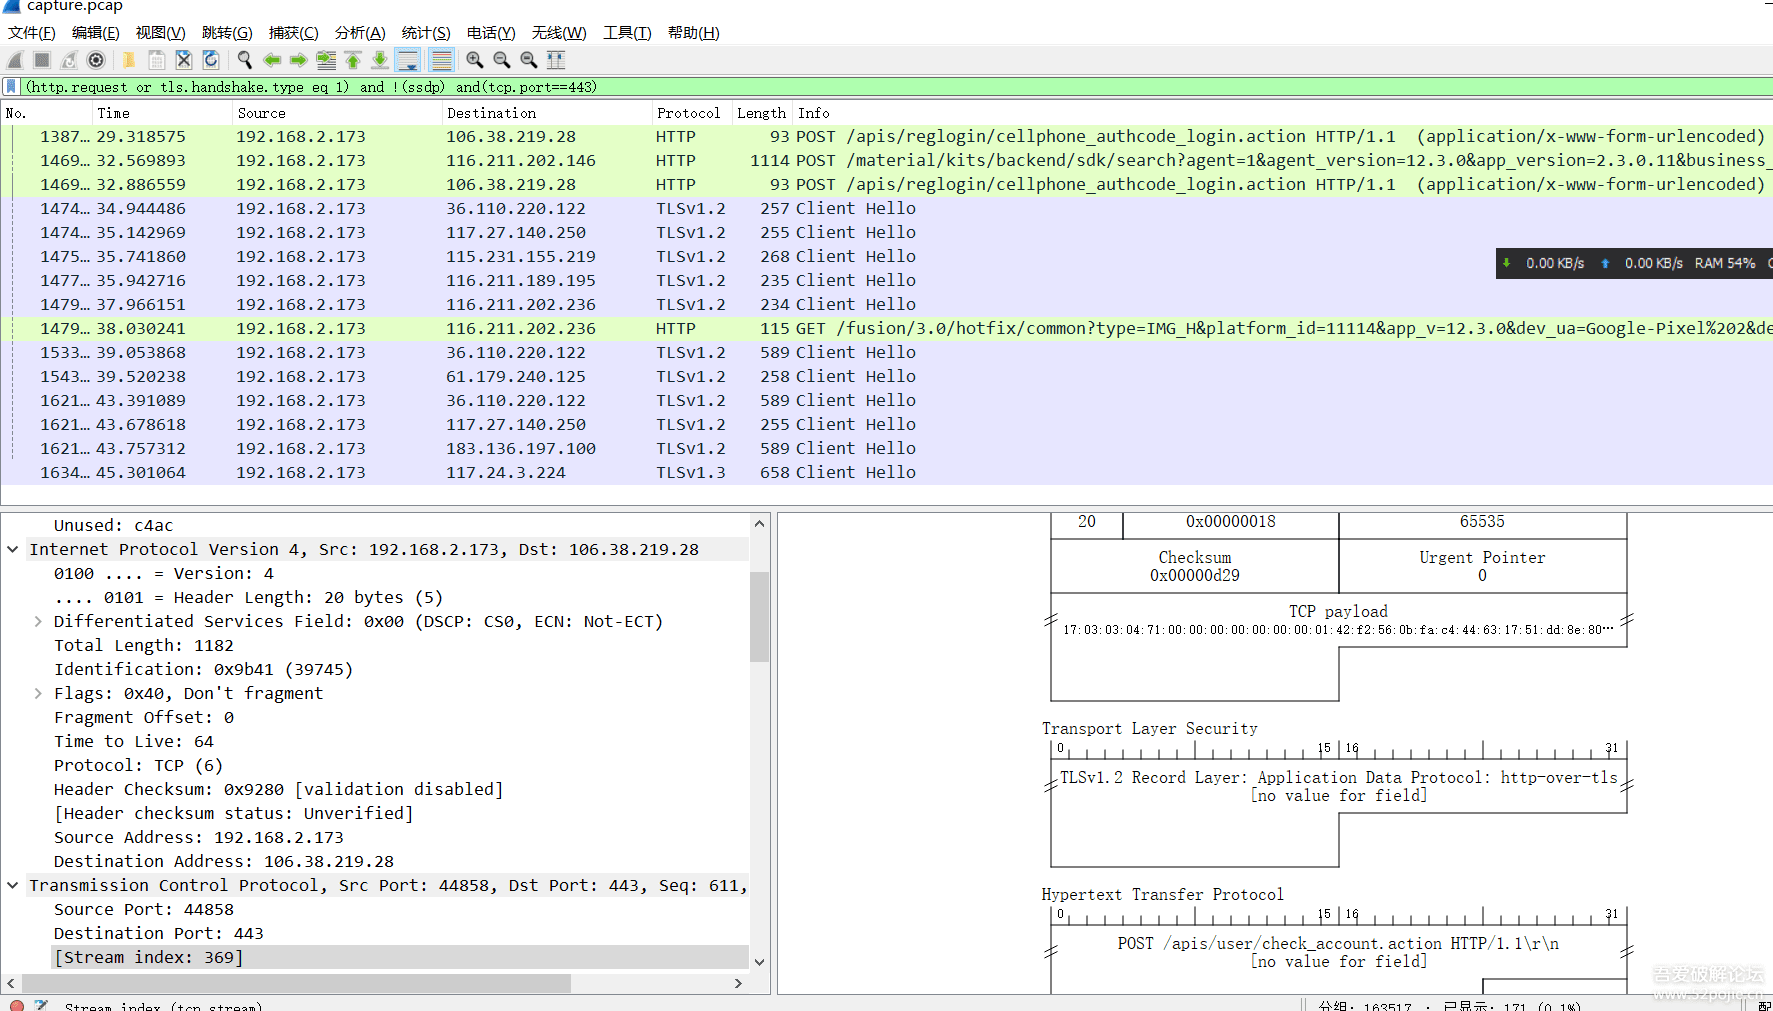 capture.pcap
文件(F) 编辑(E) 视图(V) 跳转(G) 捕获(C) 分析(A) 统计(S) 电话(Y) 无线(W) 工具(T) 帮助(H)
(http.request or tls.handshake.type eq 1) and !(ssdp) and(tcp.port==443)
No. Time Source Destination Protocol Length Info
1387… 29.318575 192.168.2.173 106.38.219.28 HTTP 93 POST /apis/reglogin/cellphone_authcode_login.action HTTP/1.1 (application/x-www-form-urlencoded)
1469… 32.569893 192.168.2.173 116.211.202.146 HTTP 1114 POST /material/kits/backend/sdk/search?agent=1&agent_version=12.3.0&app_version=2.3.0.11&business_
1469… 32.886559 192.168.2.173 106.38.219.28 HTTP 93 POST /apis/reglogin/cellphone_authcode_login.action HTTP/1.1 (application/x-www-form-urlencoded)
1474… 34.944486 192.168.2.173 36.110.220.122 TLSv1.2 257 Client Hello
1474… 35.142969 192.168.2.173 117.27.140.250 TLSv1.2 255 Client Hello
1475… 35.741860 192.168.2.173 115.231.155.219 TLSv1.2 268 Client Hello
1477… 35.942716 192.168.2.173 116.211.189.195 TLSv1.2 235 Client Hello
1479… 37.966151 192.168.2.173 116.211.202.236 TLSv1.2 234 Client Hello
1479… 38.030241 192.168.2.173 116.211.202.236 HTTP 115 GET /fusion/3.0/hotfix/common?type=IMG_H&platform_id=11114&app_v=12.3.0&dev_ua=Google-Pixel%202&de
1533… 39.053868 192.168.2.173 36.110.220.122 TLSv1.2 589 Client Hello
1543… 39.520238 192.168.2.173 61.179.240.125 TLSv1.2 258 Client Hello
1621… 43.391089 192.168.2.173 36.110.220.122 TLSv1.2 589 Client Hello
1621… 43.678618 192.168.2.173 117.27.140.250 TLSv1.2 255 Client Hello
1621… 43.757312 192.168.2.173 183.136.197.100 TLSv1.2 589 Client Hello
1634… 45.301064 192.168.2.173 117.24.3.224 TLSv1.3 658 Client Hello
0.00 KB/s 0.00 KB/s RAM 54%
Unused: c4ac
Internet Protocol Version 4, Src: 192.168.2.173, Dst: 106.38.219.28
0100 .... = Version: 4
.... 0101 = Header Length: 20 bytes (5)
Differentiated Services Field: 0x00 (DSCP: CS0, ECN: Not-ECT)
Total Length: 1182
Identification: 0x9b41 (39745)
Flags: 0x40, Don't fragment
Fragment Offset: 0
Time to Live: 64
Protocol: TCP (6)
Header Checksum: 0x9280 [validation disabled]
[Header checksum status: Unverified]
Source Address: 192.168.2.173
Destination Address: 106.38.219.28
Transmission Control Protocol, Src Port: 44858, Dst Port: 443, Seq: 611,
Source Port: 44858
Destination Port: 443
[Stream index: 369]
20 0x00000018 65535
Checksum Urgent Pointer
0x00000d29 0
TCP payload
17:03:03:04:71:00:00:00:00:00:00:00:01:42:f2:56:0b:fa:c4:44:63:17:51:dd:8e:80…
Transport Layer Security
0 15 16 31
TLSv1.2 Record Layer: Application Data Protocol: http-over-tls
[no value for field]
Hypertext Transfer Protocol
0 15 16 31
POST /apis/user/check_account.action HTTP/1.1\r\n
[no value for field]
吾爱破解论坛
www.52pojie.cn
Stream index (tcp.stream) 分组: 163517 · 已显示: 171 (0.1%) 配